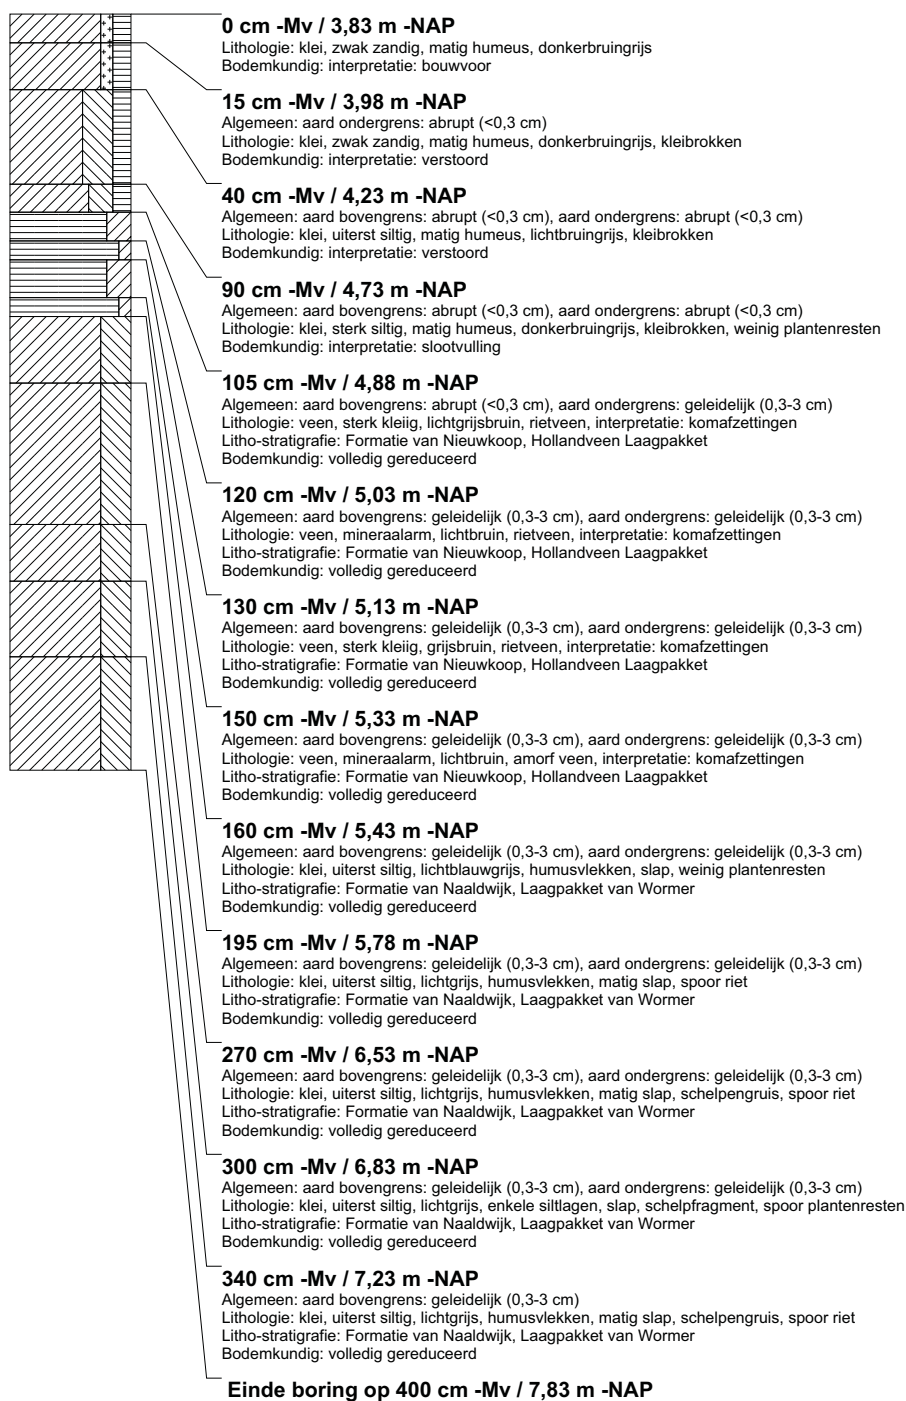 0 cm -Mv / 3,83 m -NAP
Lithologie: klei, zwak zandig, matig humeus, donkerbruingrijs
Bodemkundig: interpretatie: bouwvoor
15 cm -Mv / 3,98 m -NAP
Algemeen: aard ondergrens: abrupt (<0,3 cm)
Lithologie: klei, zwak zandig, matig humeus, donkerbruingrijs, kleibrokken
Bodemkundig: interpretatie: verstoord
40 cm -Mv / 4,23 m -NAP
Algemeen: aard bovengrens: abrupt (<0,3 cm), aard ondergrens: abrupt (<0,3 cm)
Lithologie: klei, uiterst siltig, matig humeus, lichtbruingrijs, kleibrokken
Bodemkundig: interpretatie: verstoord
90 cm -Mv / 4,73 m -NAP
Algemeen: aard bovengrens: abrupt (<0,3 cm), aard ondergrens: abrupt (<0,3 cm)
Lithologie: klei, sterk siltig, matig humeus, donkerbruingrijs, kleibrokken, weinig plantenresten
Bodemkundig: interpretatie: slootvulling
105 cm -Mv / 4,88 m -NAP
Algemeen: aard bovengrens: abrupt (<0,3 cm), aard ondergrens: geleidelijk (0,3-3 cm)
Lithologie: veen, sterk kleiig, lichtgrijsbruin, rietveen, interpretatie: komafzettingen
Litho-stratigrafie: Formatie van Nieuwkoop, Hollandveen Laagpakket
Bodemkundig: volledig gereduceerd
120 cm -Mv / 5,03 m -NAP
Algemeen: aard bovengrens: geleidelijk (0,3-3 cm), aard ondergrens: geleidelijk (0,3-3 cm)
Lithologie: veen, mineraalarm, lichtbruin, rietveen, interpretatie: komafzettingen
Litho-stratigrafie: Formatie van Nieuwkoop, Hollandveen Laagpakket
Bodemkundig: volledig gereduceerd
130 cm -Mv / 5,13 m -NAP
Algemeen: aard bovengrens: geleidelijk (0,3-3 cm), aard ondergrens: geleidelijk (0,3-3 cm)
Lithologie: veen, sterk kleiig, grijsbruin, rietveen, interpretatie: komafzettingen
Litho-stratigrafie: Formatie van Nieuwkoop, Hollandveen Laagpakket
Bodemkundig: volledig gereduceerd
150 cm -Mv / 5,33 m -NAP
Algemeen: aard bovengrens: geleidelijk (0,3-3 cm), aard ondergrens: geleidelijk (0,3-3 cm)
Lithologie: veen, mineraalarm, lichtbruin, amorf veen, interpretatie: komafzettingen
Litho-stratigrafie: Formatie van Nieuwkoop, Hollandveen Laagpakket
Bodemkundig: volledig gereduceerd
160 cm -Mv / 5,43 m -NAP
Algemeen: aard bovengrens: geleidelijk (0,3-3 cm), aard ondergrens: geleidelijk (0,3-3 cm)
Lithologie: klei, uiterst siltig, lichtblauwgrijs, humusvlekken, slap, weinig plantenresten
Litho-stratigrafie: Formatie van Naaldwijk, Laagpakket van Wormer
Bodemkundig: volledig gereduceerd
195 cm -Mv / 5,78 m -NAP
Algemeen: aard bovengrens: geleidelijk (0,3-3 cm), aard ondergrens: geleidelijk (0,3-3 cm)
Lithologie: klei, uiterst siltig, lichtgrijs, humusvlekken, matig slap, spoor riet
Litho-stratigrafie: Formatie van Naaldwijk, Laagpakket van Wormer
Bodemkundig: volledig gereduceerd
270 cm -Mv / 6,53 m -NAP
Algemeen: aard bovengrens: geleidelijk (0,3-3 cm), aard ondergrens: geleidelijk (0,3-3 cm)
Lithologie: klei, uiterst siltig, lichtgrijs, humusvlekken, matig slap, schelpengruis, spoor riet
Litho-stratigrafie: Formatie van Naaldwijk, Laagpakket van Wormer
Bodemkundig: volledig gereduceerd
300 cm -Mv / 6,83 m -NAP
Algemeen: aard bovengrens: geleidelijk (0,3-3 cm), aard ondergrens: geleidelijk (0,3-3 cm)
Lithologie: klei, uiterst siltig, lichtgrijs, enkele siltlagen, slap, schelpfragment, spoor plantenresten
Litho-stratigrafie: Formatie van Naaldwijk, Laagpakket van Wormer
Bodemkundig: volledig gereduceerd
340 cm -Mv / 7,23 m -NAP
Algemeen: aard bovengrens: geleidelijk (0,3-3 cm)
Lithologie: klei, uiterst siltig, lichtgrijs, humusvlekken, matig slap, schelpengruis, spoor riet
Litho-stratigrafie: Formatie van Naaldwijk, Laagpakket van Wormer
Bodemkundig: volledig gereduceerd
Einde boring op 400 cm -Mv / 7,83 m -NAP